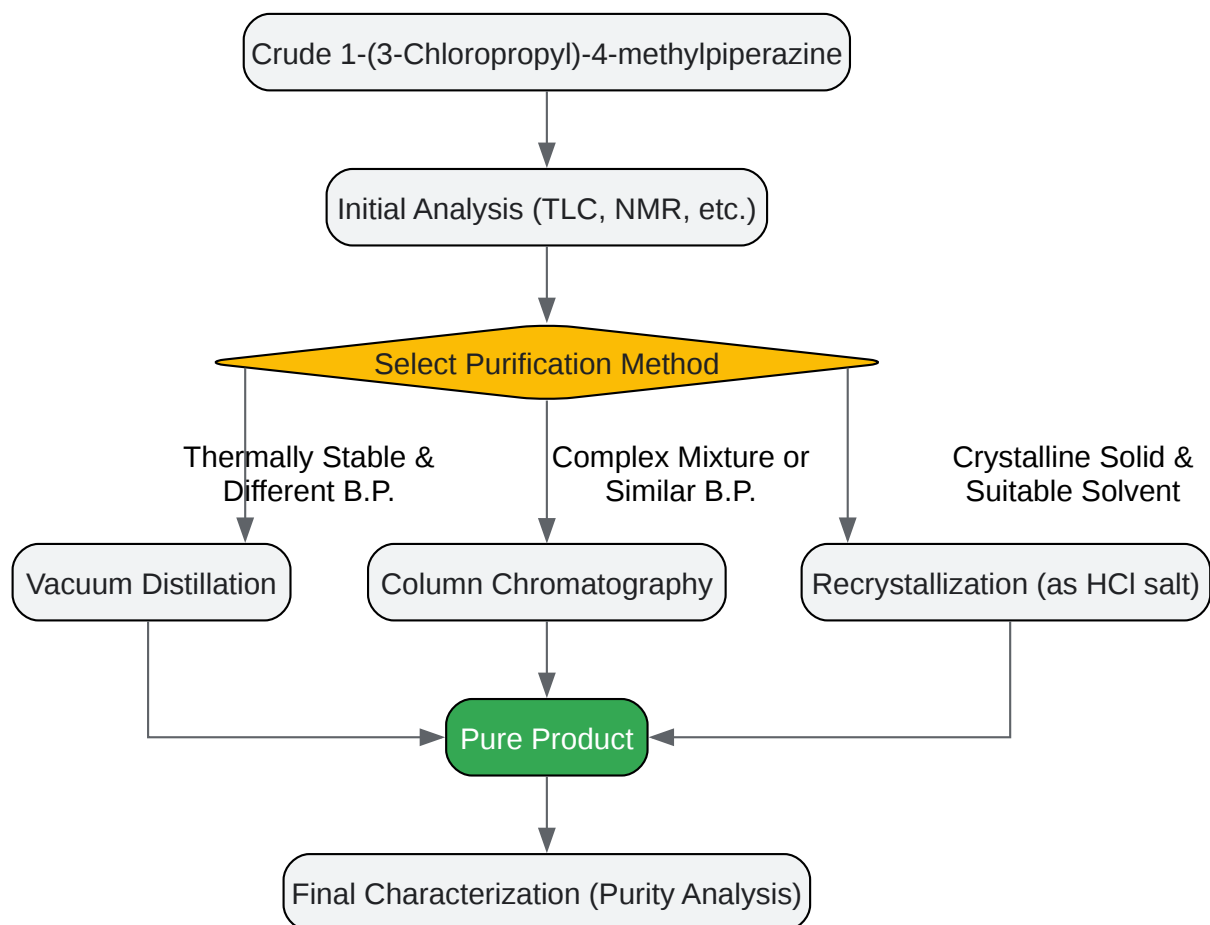 Crude 1-(3-Chloropropyl)-4-methylpiperazine
Initial Analysis (TLC, NMR, etc.)
Select Purification Method
Thermally Stable &
Different B.P.
Complex Mixture or
Similar B.P.
Crystalline Solid &
Suitable Solvent
Vacuum Distillation
Column Chromatography
Recrystallization (as HCl salt)
Pure Product
Final Characterization (Purity Analysis)